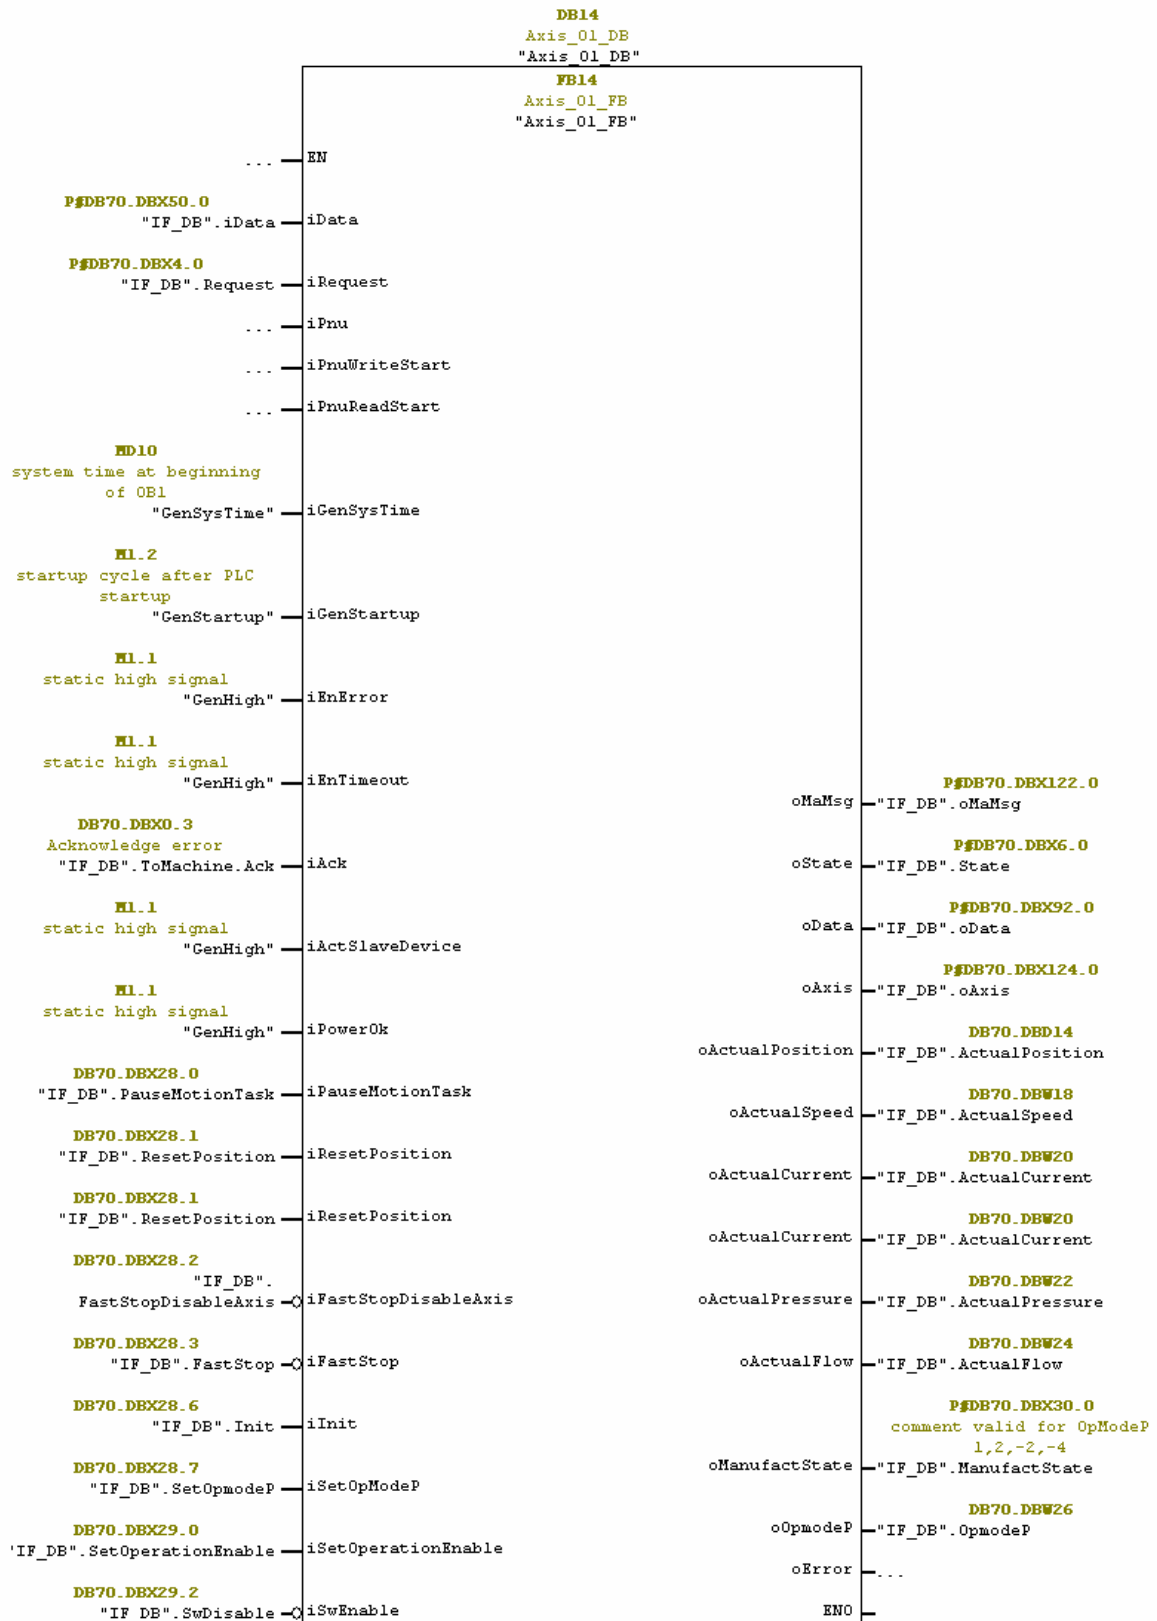 DB14
Axis_01_DB
"Axis_01_DB"
FB14
Axis_01_FB
"Axis_01_FB"
... EN
P#DB70.DBX50.0
"IF_DB".iData iData
P#DB70.DBX4.0
"IF_DB".Request iRequest
... iPnu
... iPnuWriteStart
... iPnuReadStart
MD10
system time at beginning
of OB1
"GenSysTime" iGenSysTime
M1.2
startup cycle after PLC
startup
"GenStartup" iGenStartup
M1.1
static high signal
"GenHigh" iEnError
M1.1
static high signal
"GenHigh" iEnTimeout
P#DB70.DBX122.0
oMaMsg "IF_DB".oMaMsg
DB70.DBX0.3
Acknowledge error
"IF_DB".ToMachine.Ack iAck
P#DB70.DBX6.0
oState "IF_DB".State
M1.1
static high signal
"GenHigh" iActSlaveDevice
P#DB70.DBX92.0
oData "IF_DB".oData
M1.1
static high signal
"GenHigh" iPowerOk
P#DB70.DBX124.0
oAxis "IF_DB".oAxis
DB70.DBD14
oActualPosition "IF_DB".ActualPosition
DB70.DBX28.0
"IF_DB".PauseMotionTask iPauseMotionTask
DB70.DBW18
oActualSpeed "IF_DB".ActualSpeed
DB70.DBX28.1
"IF_DB".ResetPosition iResetPosition
DB70.DBW20
oActualCurrent "IF_DB".ActualCurrent
DB70.DBX28.1
"IF_DB".ResetPosition iResetPosition
DB70.DBW20
oActualCurrent "IF_DB".ActualCurrent
DB70.DBX28.2
"IF_DB".
FastStopDisableAxis iFastStopDisableAxis
DB70.DBW22
oActualPressure "IF_DB".ActualPressure
DB70.DBX28.3
"IF_DB".FastStop iFastStop
DB70.DBW24
oActualFlow "IF_DB".ActualFlow
DB70.DBX28.6
"IF_DB".Init iInit
P#DB70.DBX30.0
comment valid for OpModeP
1,2,-2,-4
oManufactState "IF_DB".ManufactState
DB70.DBX28.7
"IF_DB".SetOpmodeP iSetOpModeP
DB70.DBW26
oOpmodeP "IF_DB".OpmodeP
DB70.DBX29.0
'IF_DB".SetOperationEnable iSetOperationEnable
oError ...
DB70.DBX29.2
"IF_DB".SwDisable iSwEnable
ENO